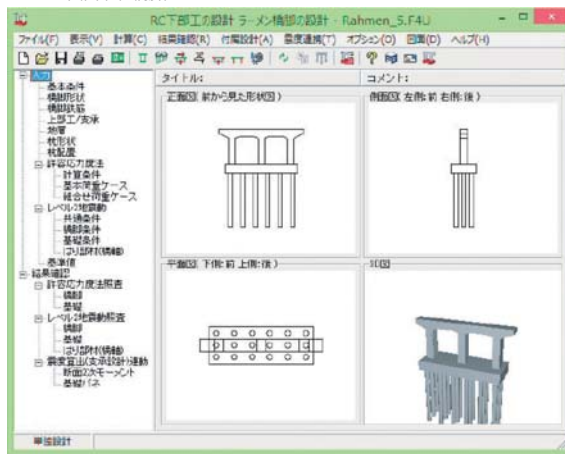 RC下部工の設計 ラーメン橋脚の設計 - Rahmen_5.F4U
ファイル(F) 表示(V) 計算(C) 結果確認(R) 付属設計(A) 震度連携(T) オプション(O) 図面(D) ヘルプ(H)
入力
基本条件
橋脚形状
橋脚鉄筋
上部工/支承
地層
杭形状
杭配置
許容応力度法
計算条件
基本荷重ケース
組合せ荷重ケース
レベル2地震動
共通条件
橋脚条件
基礎条件
はり部材(橋軸)
基準値
結果確認
許容応力度法照査
橋脚
基礎
レベル2地震動照査
橋脚
基礎
はり部材(橋軸)
震度算出(支承設計)連動
断面2次モーメント
基礎バネ
タイトル:
コメント:
正面図( 前から見た形状図 )
側面図( 左側:前 右側:後 )
平面図( 下側:前 上側:後 )
3D図
単独設計